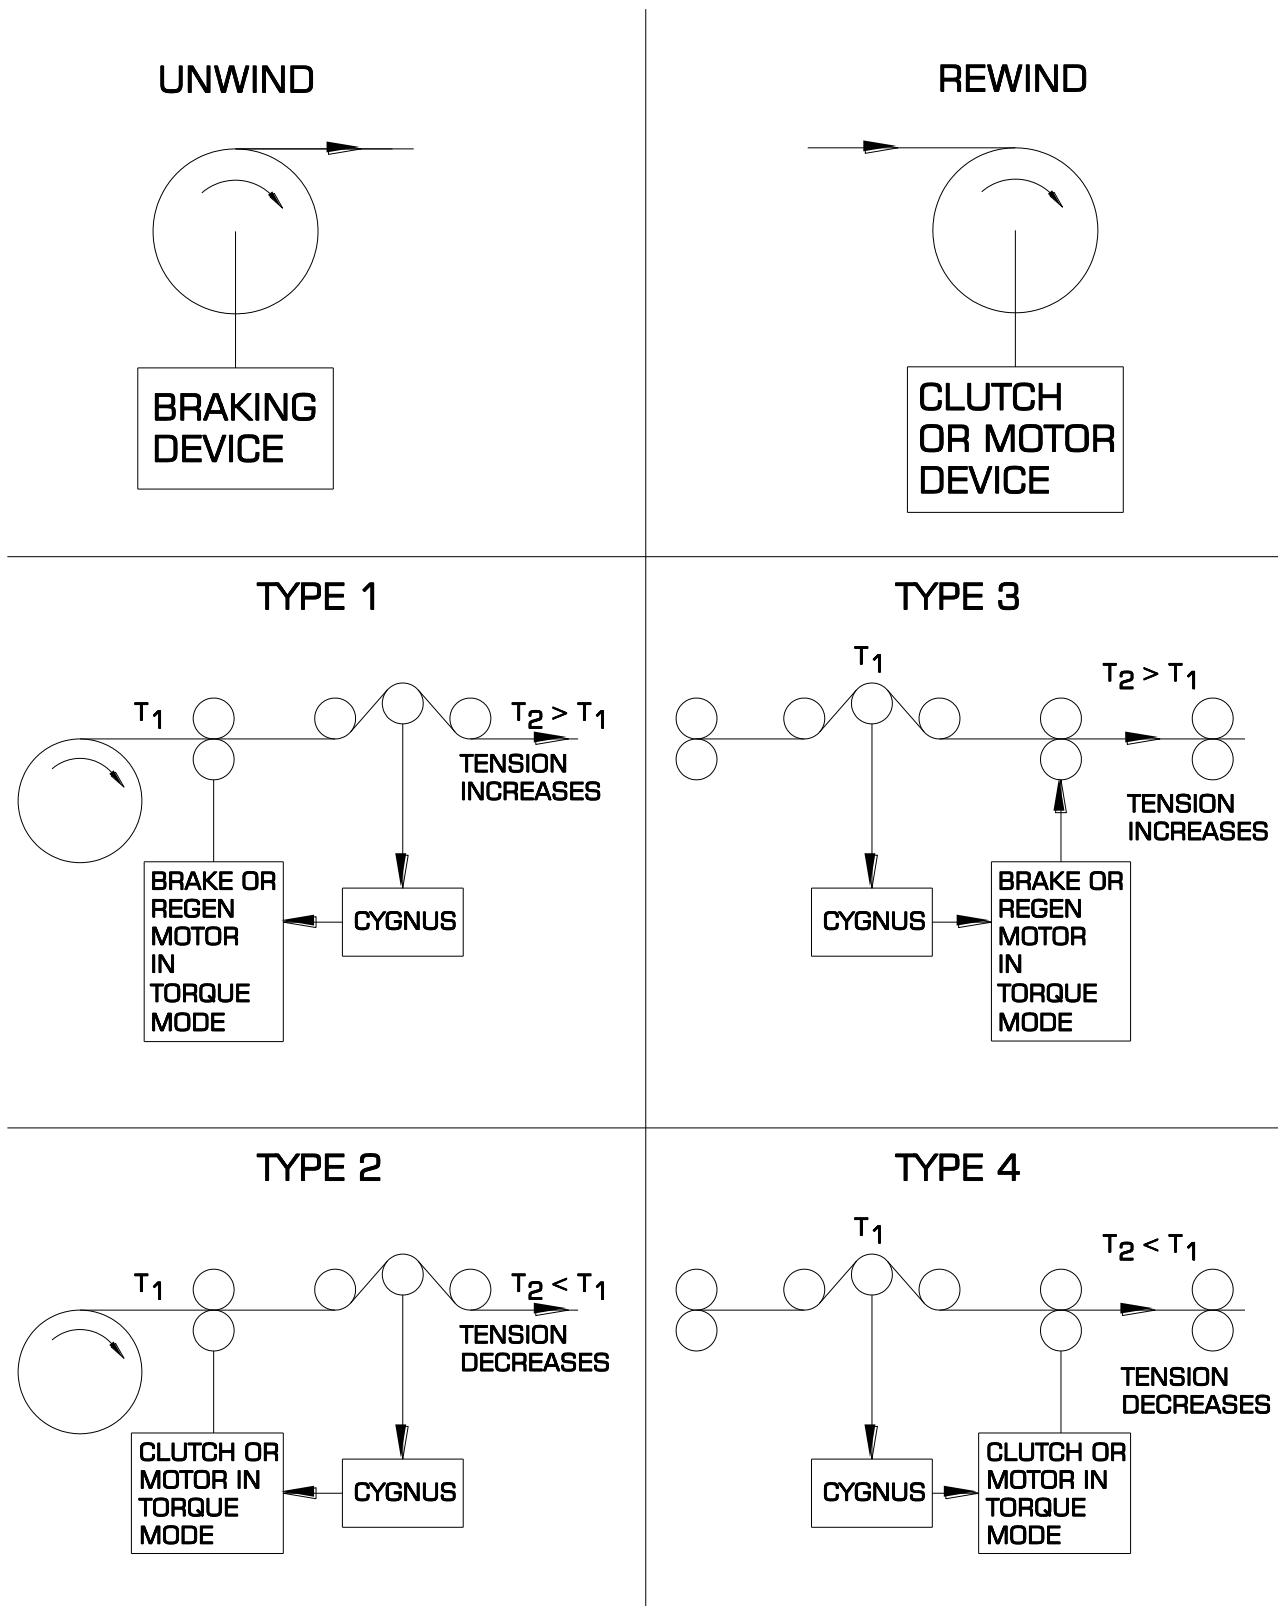 UNWIND
BRAKING
DEVICE
REWIND
CLUTCH
OR MOTOR
DEVICE
TYPE 1
T1
T2 > T1
TENSION
INCREASES
BRAKE OR
REGEN
MOTOR
IN
TORQUE
MODE
CYGNUS
TYPE 3
T1
T2 > T1
TENSION
INCREASES
CYGNUS
BRAKE OR
REGEN
MOTOR
IN
TORQUE
MODE
TYPE 2
T1
T2 < T1
TENSION
DECREASES
CLUTCH OR
MOTOR IN
TORQUE
MODE
CYGNUS
TYPE 4
T1
T2 < T1
TENSION
DECREASES
CYGNUS
CLUTCH OR
MOTOR IN
TORQUE
MODE